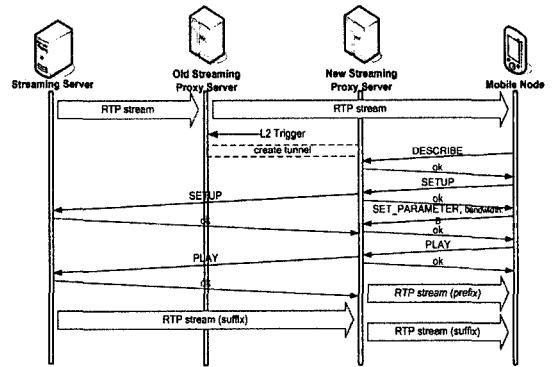 Streaming Server
Old Streaming
Proxy Server
New Streaming
Proxy Server
Mobile Node
RTP stream
RTP stream
L2 Trigger
create tunnel
DESCRIBE
ok
SETUP
SETUP
ok
ok
SET_PARAMETER, bandwidth:
B
ok
PLAY
PLAY
ok
ok
RTP stream (prefix)
RTP stream (suffix)
RTP stream (suffix)